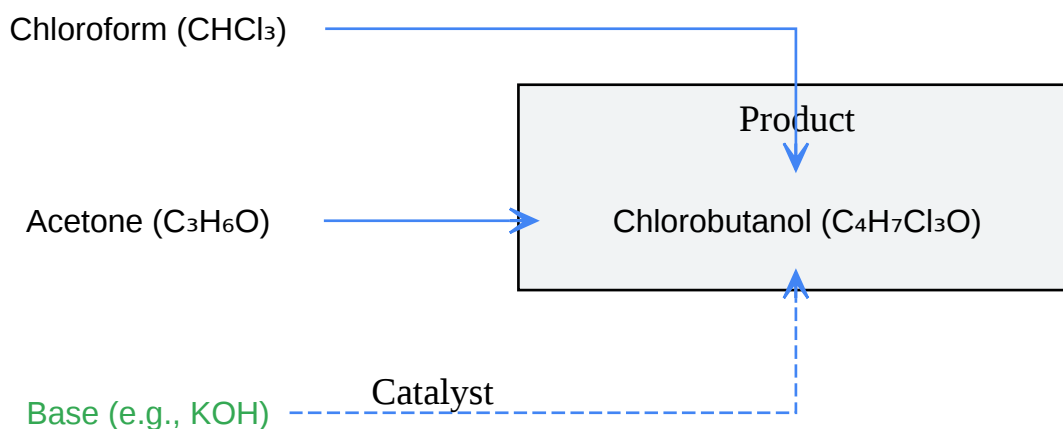 Chloroform (CHCl₃)
Product
Acetone (C₃H₆O)
Chlorobutanol (C₄H₇Cl₃O)
Catalyst
Base (e.g., KOH)